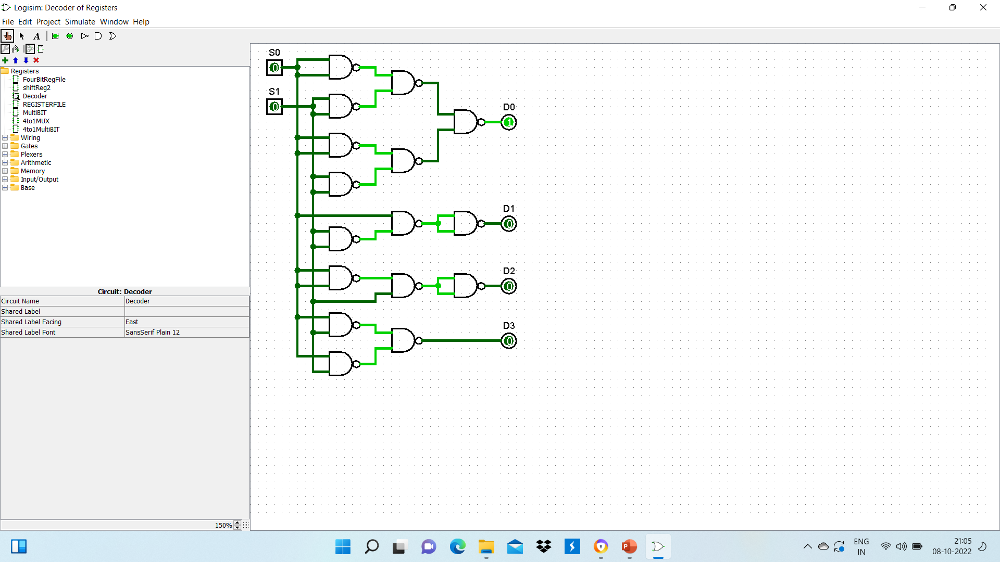 Logisim: Decoder of Registers
File Edit Project Simulate Window Help
A
Registers
FourBitRegFile
shiftReg2
Decoder
REGISTERFILE
MultiBIT
4to1MUX
4to1MultiBIT
Wiring
Gates
Plexers
Arithmetic
Memory
Input/Output
Base
Circuit: Decoder
Circuit Name Decoder
Shared Label
Shared Label Facing East
Shared Label Font SansSerif Plain 12
150%
S0
0
S1
0
D0
1
D1
0
D2
0
D3
0
P
ENG
IN
21:05
08-10-2022